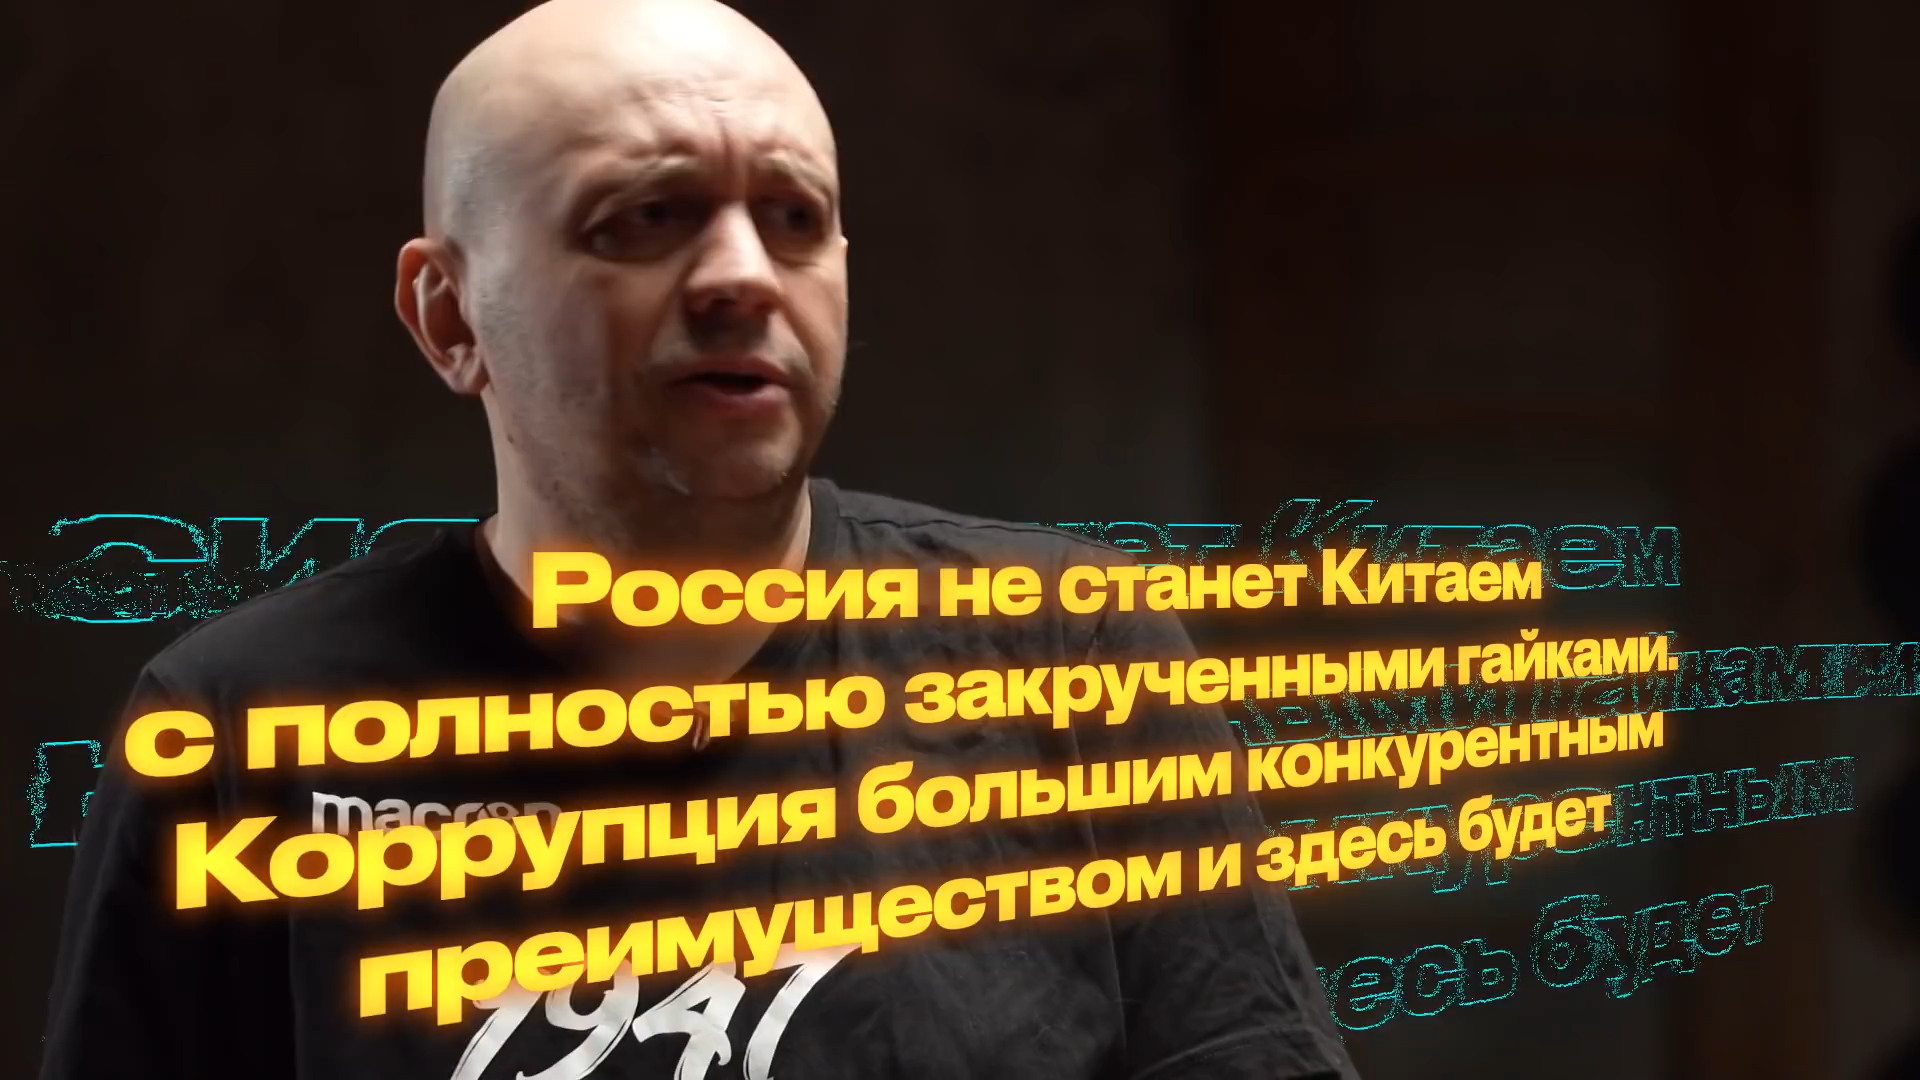 Россия не станет Китаем
с полностью закрученными гайками.
Коррупция большим конкурентным
преимуществом и здесь будет
macron
1947